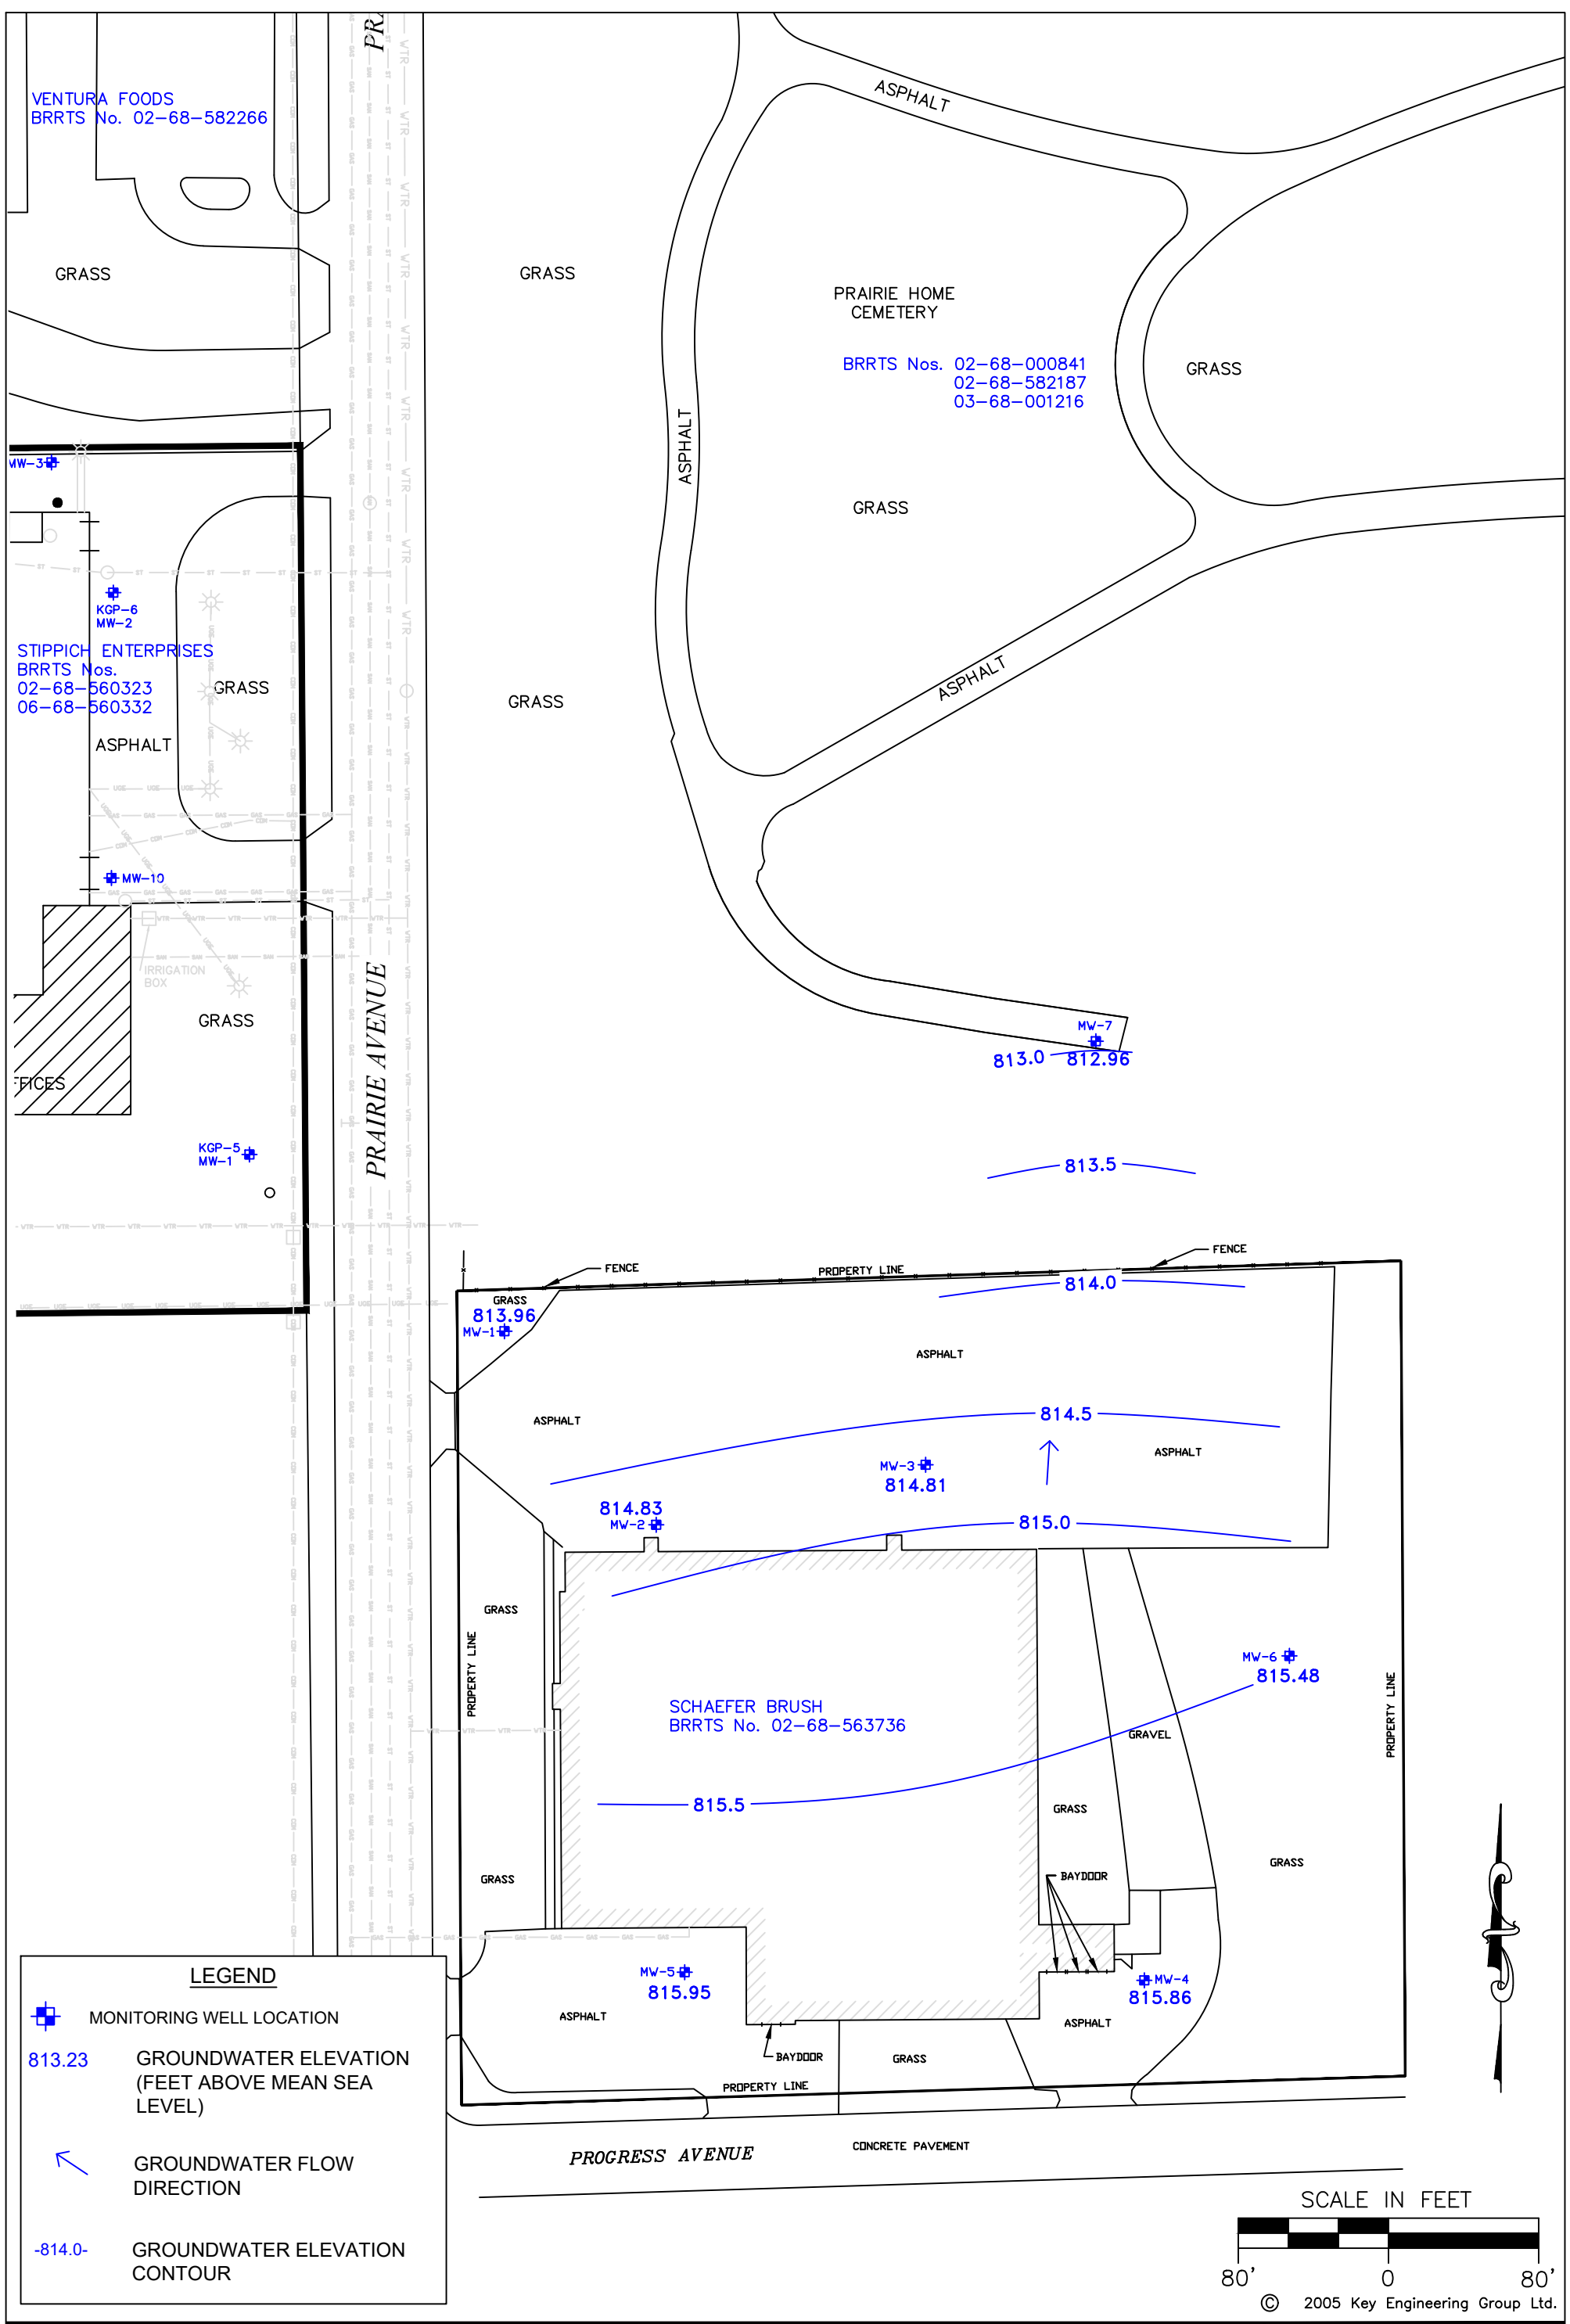 PRA
VENTURA FOODS
BRRTS No. 02-68-582266
ASPHALT
GRASS
GRASS
PRAIRIE HOME
CEMETERY
BRRTS Nos. 02-68-000841
02-68-582187
03-68-001216
GRASS
ASPHALT
MW-3
GRASS
KGP-6
MW-2
STIPPICH ENTERPRISES
BRRTS Nos.
02-68-560323
06-68-560332
GRASS
GRASS
ASPHALT
ASPHALT
MW-10
IRRIGATION
BOX
GRASS
PRAIRIE AVENUE
MW-7
813.0
812.96
FFICES
KGP-5
MW-1
813.5
FENCE
PROPERTY LINE
FENCE
814.0
GRASS
813.96
MW-1
ASPHALT
ASPHALT
814.5
ASPHALT
MW-3
814.81
814.83
MW-2
815.0
GRASS
PROPERTY LINE
MW-6
815.48
PROPERTY LINE
SCHAEFER BRUSH
BRRTS No. 02-68-563736
GRAVEL
815.5
GRASS
GRASS
GRASS
BAYDOOR
MW-5
815.95
MW-4
815.86
ASPHALT
ASPHALT
BAYDOOR
GRASS
PROPERTY LINE
PROGRESS AVENUE
CONCRETE PAVEMENT
LEGEND
MONITORING WELL LOCATION
813.23 GROUNDWATER ELEVATION
(FEET ABOVE MEAN SEA
LEVEL)
GROUNDWATER FLOW
DIRECTION
-814.0- GROUNDWATER ELEVATION
CONTOUR
SCALE IN FEET
80' 0 80'
© 2005 Key Engineering Group Ltd.